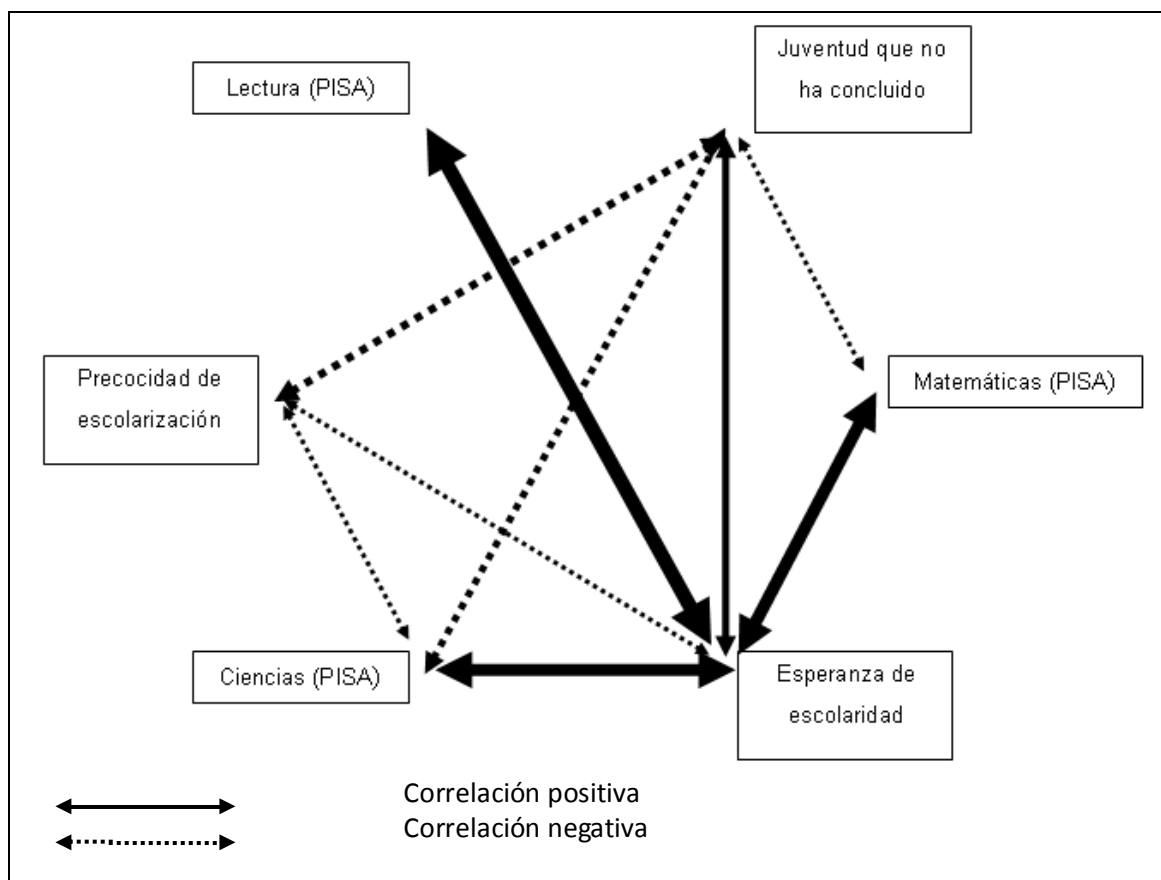 Juventud que no
ha concluido
Lectura (PISA)
Precocidad de
escolarización
Matemáticas (PISA)
Ciencias (PISA)
Esperanza de
escolaridad
Correlación positiva
Correlación negativa